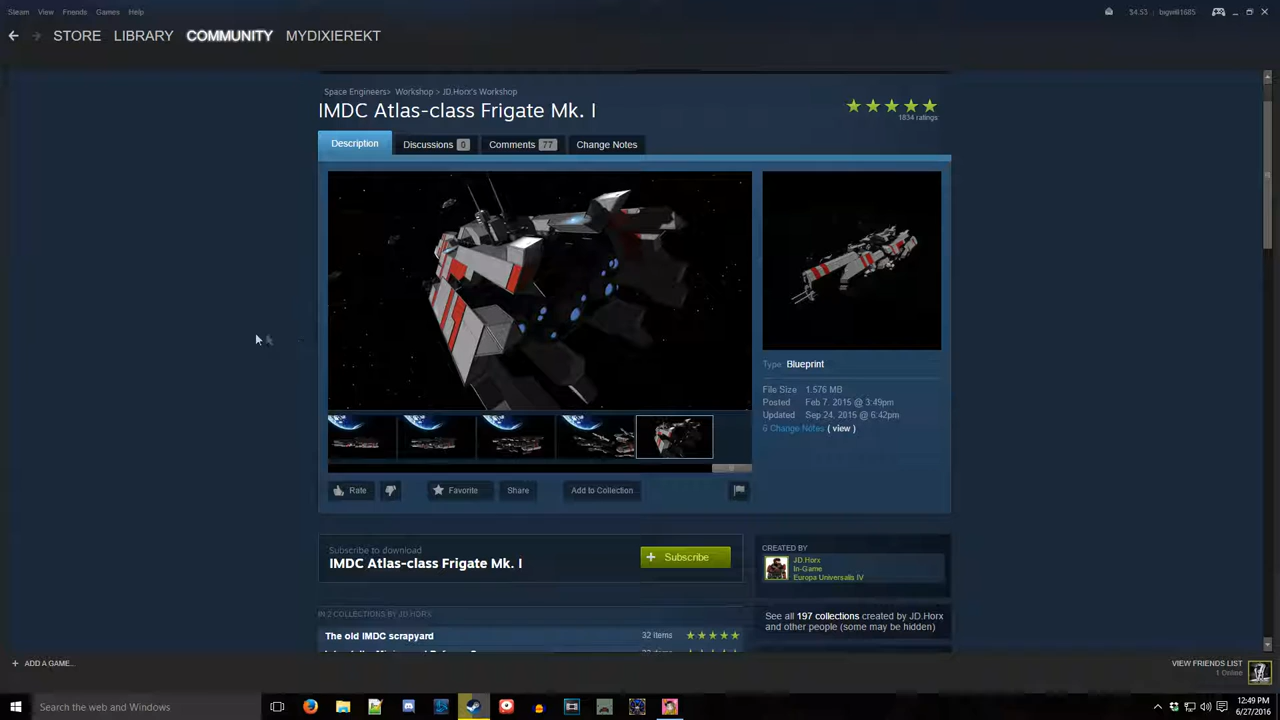 Steam View Friends Games Help
$4.53 bigwill1685
STORE LIBRARY COMMUNITY MYDIXIEREKT
Space Engineers> Workshop > JD.Horx's Workshop
IMDC Atlas-class Frigate Mk. I
1834 ratings
Description Discussions 0 Comments 77 Change Notes
Type: Blueprint
File Size 1.576 MB
Posted Feb 7, 2015 @ 3:49pm
Updated Sep 24, 2015 @ 6:42pm
6 Change Notes ( view )
Rate Favorite Share Add to Collection
Subscribe to download
IMDC Atlas-class Frigate Mk. I
Subscribe
CREATED BY
JD.Horx
In-Game
Europa Universalis IV
See all 197 collections created by JD.Horx
and other people (some may be hidden)
IN 2 COLLECTIONS BY JD.HORX
The old IMDC scrapyard 32 items
ADD A GAME...
VIEW FRIENDS LIST
1 Online
Search the web and Windows
12:49 PM
6/27/2016